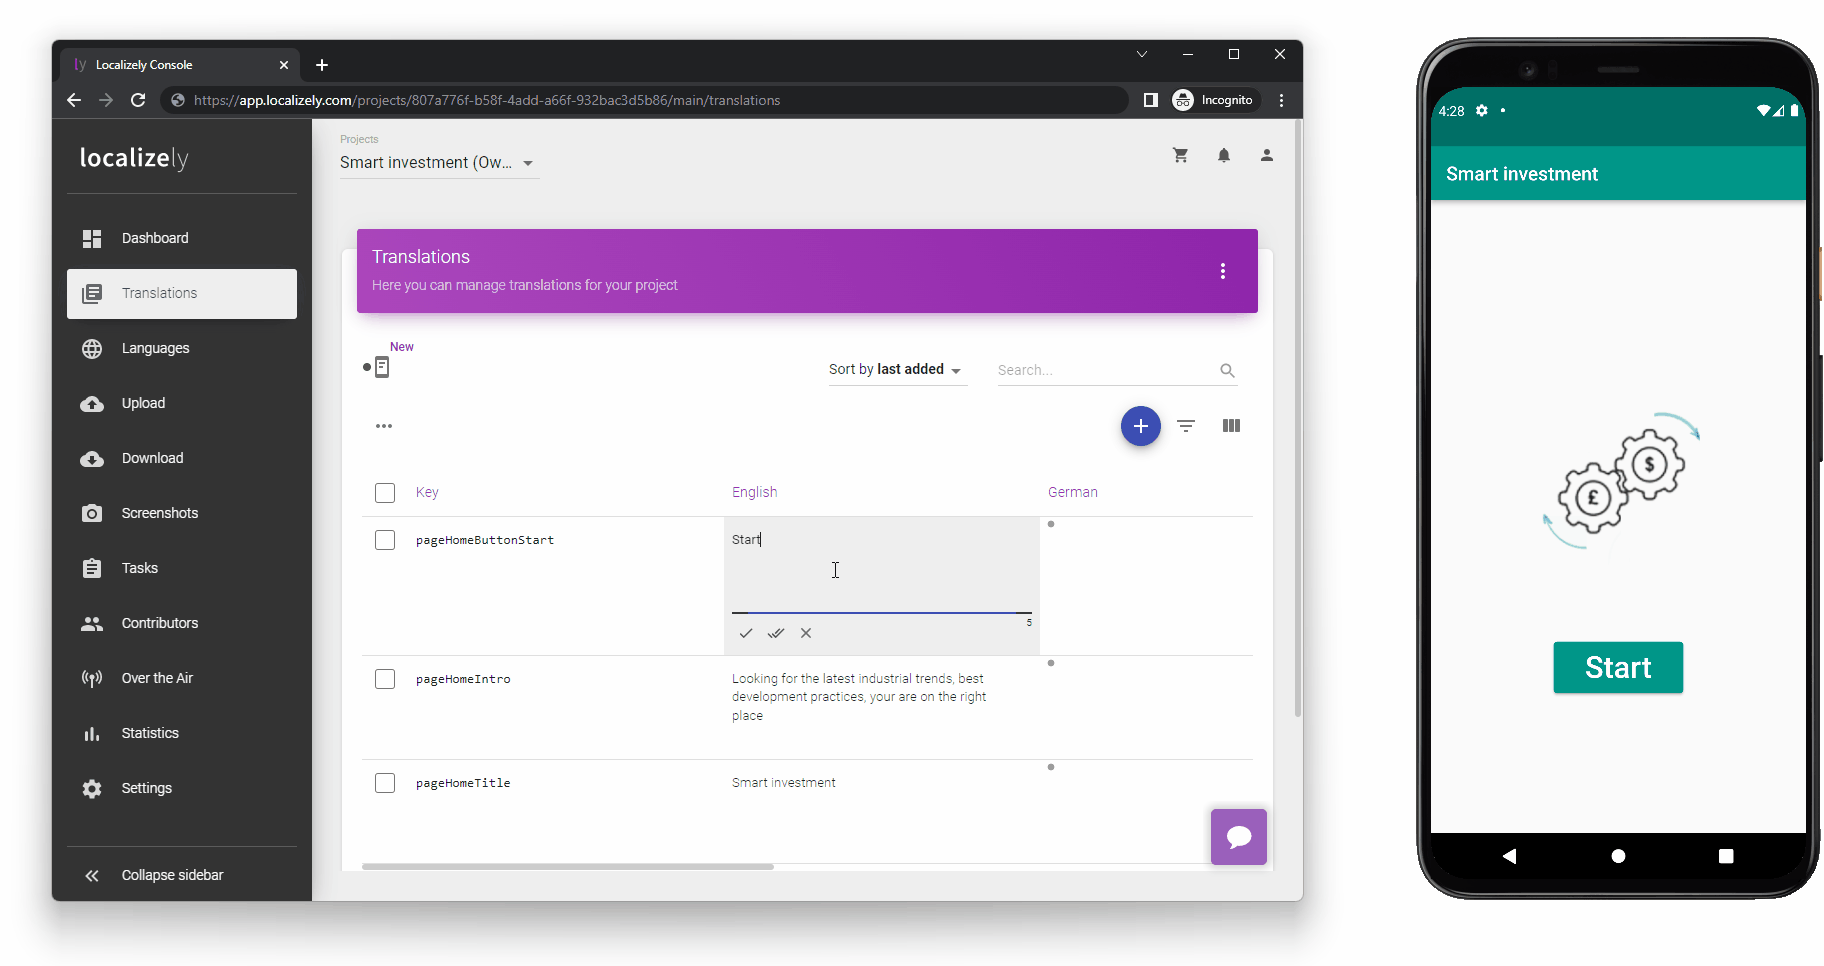 ly Localizely Console
https://app.localizely.com/projects/807a776f-b58f-4add-a66f-932bac3d5b86/main/translations
Incognito
localizely
Dashboard
Translations
Languages
Upload
Download
Screenshots
Tasks
Contributors
Over the Air
Statistics
Settings
Collapse sidebar
Projects
Smart investment (Ow...
Translations
Here you can manage translations for your project
New
Sort by last added
Search...
Key English German
pageHomeButtonStart Start
5
pageHomeIntro Looking for the latest industrial trends, best
development practices, your are on the right
place
pageHomeTitle Smart investment
4:28
Smart investment
$
£
Start